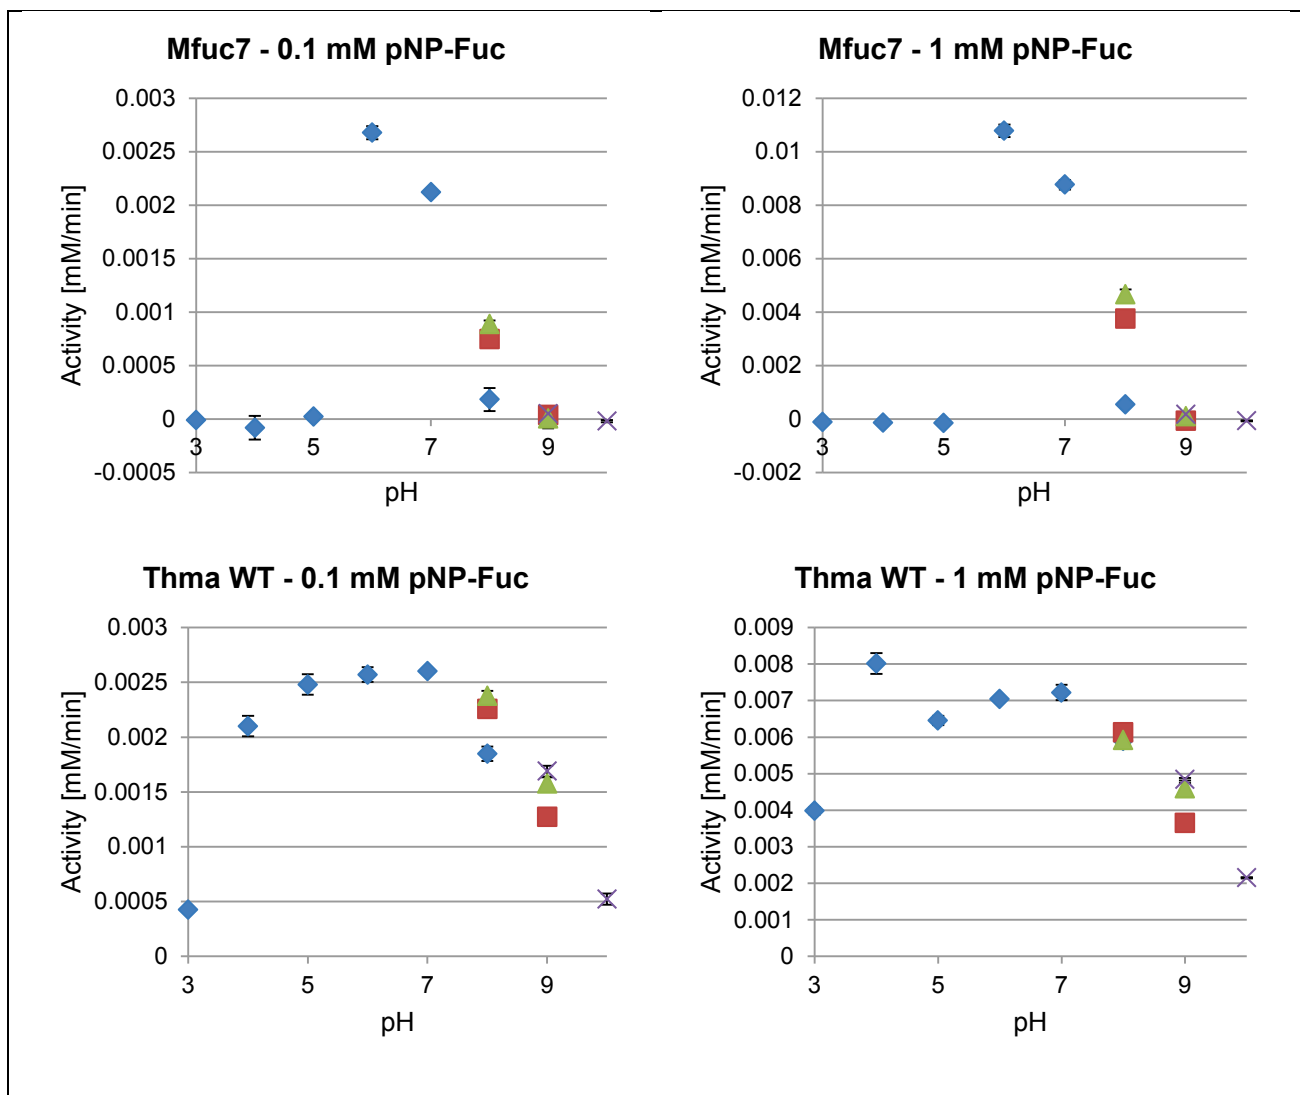 Mfuc7 - 0.1 mM pNP-Fuc
Activity [mM/min]
0.003
0.0025
0.002
0.0015
0.001
0.0005
0
-0.0005
3 5 7 9
pH
Mfuc7 - 1 mM pNP-Fuc
Activity [mM/min]
0.012
0.01
0.008
0.006
0.004
0.002
0
-0.002
3 5 7 9
pH
Thma WT - 0.1 mM pNP-Fuc
Activity [mM/min]
0.003
0.0025
0.002
0.0015
0.001
0.0005
0
3 5 7 9
pH
Thma WT - 1 mM pNP-Fuc
Activity [mM/min]
0.009
0.008
0.007
0.006
0.005
0.004
0.003
0.002
0.001
0
3 5 7 9
pH